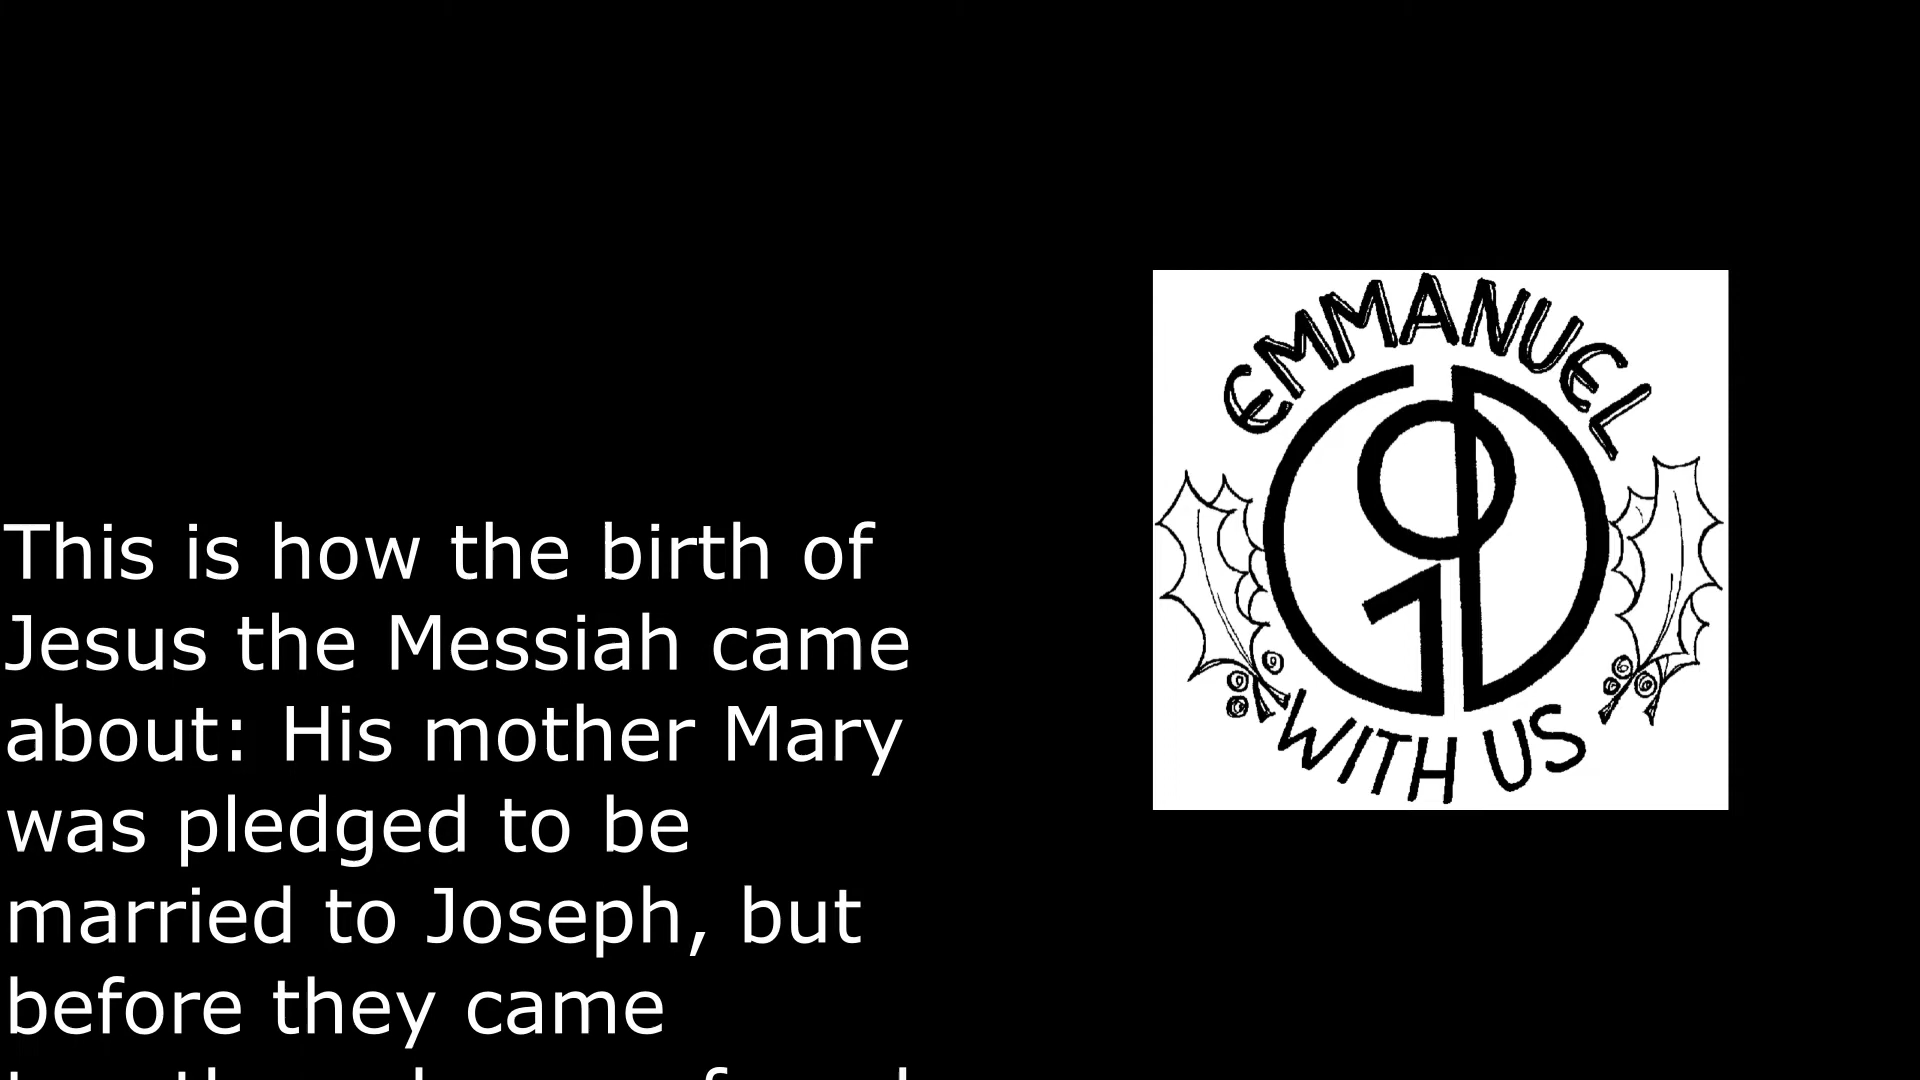 This is how the birth of
Jesus the Messiah came
about: His mother Mary
was pledged to be
married to Joseph, but
before they came
EMMANUEL
GOD
WITH US